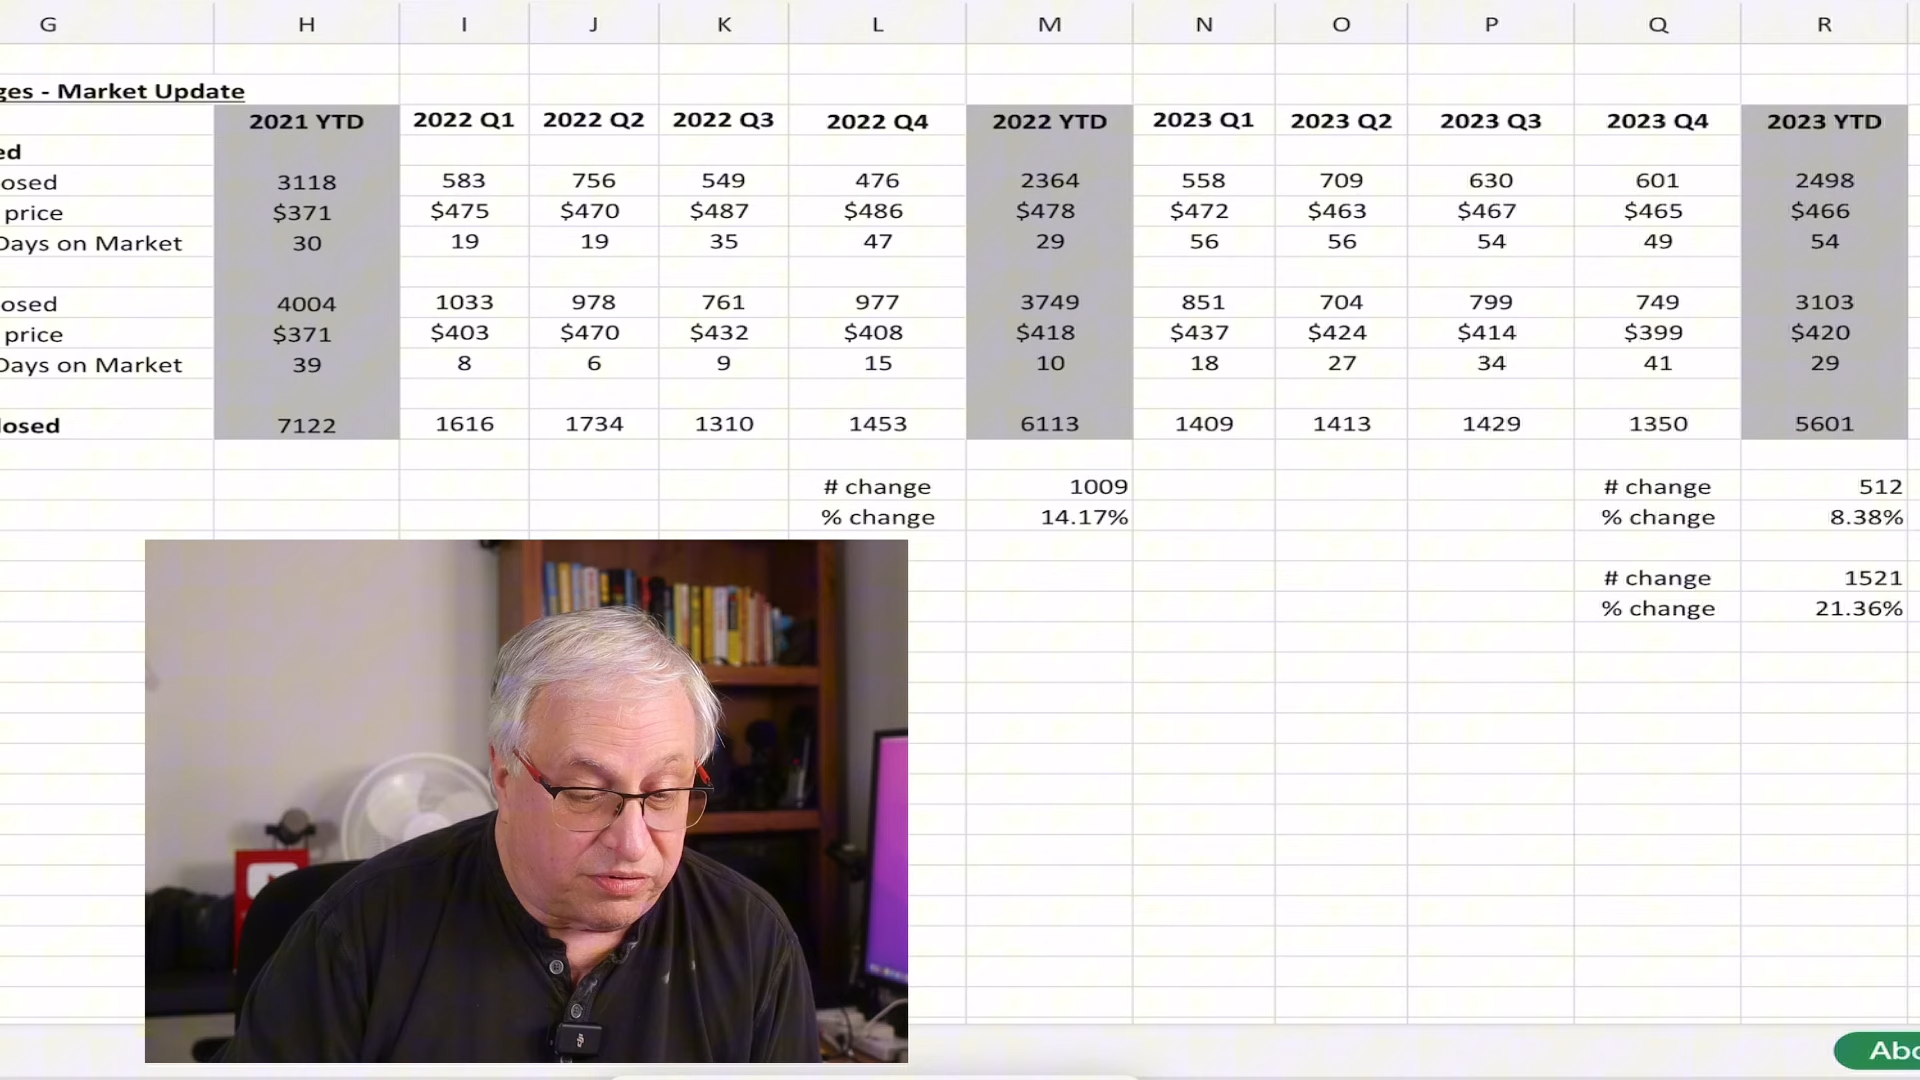 G H I J K L M N O P Q R
ges - Market Update
2021 YTD 2022 Q1 2022 Q2 2022 Q3 2022 Q4 2022 YTD 2023 Q1 2023 Q2 2023 Q3 2023 Q4 2023 YTD
ed
osed 3118 583 756 549 476 2364 558 709 630 601 2498
price $371 $475 $470 $487 $486 $478 $472 $463 $467 $465 $466
Days on Market 30 19 19 35 47 29 56 56 54 49 54
osed 4004 1033 978 761 977 3749 851 704 799 749 3103
price $371 $403 $470 $432 $408 $418 $437 $424 $414 $399 $420
Days on Market 39 8 6 9 15 10 18 27 34 41 29
losed 7122 1616 1734 1310 1453 6113 1409 1413 1429 1350 5601
# change 1009 # change 512
% change 14.17% % change 8.38%
# change 1521
% change 21.36%
Abo